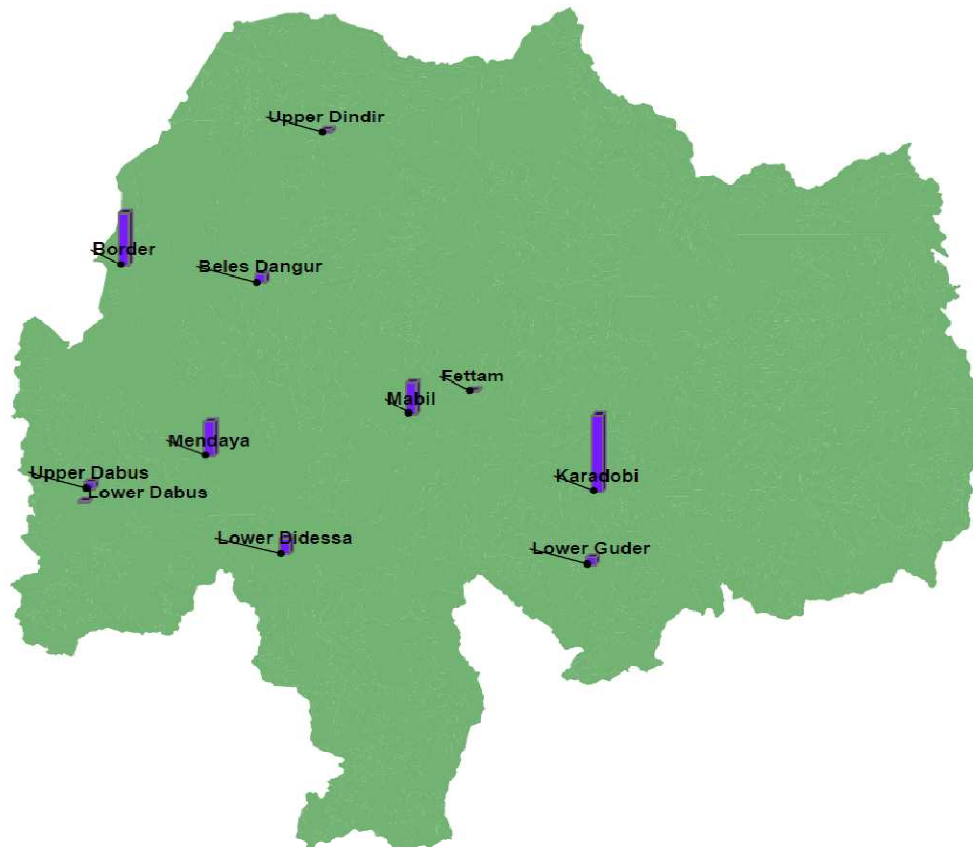 Upper Dindir
Border
Beles Dangur
Fettam
Mabil
Mendaya
Upper Dabus
Lower Dabus
Karadobi
Lower Didessa
Lower Guder